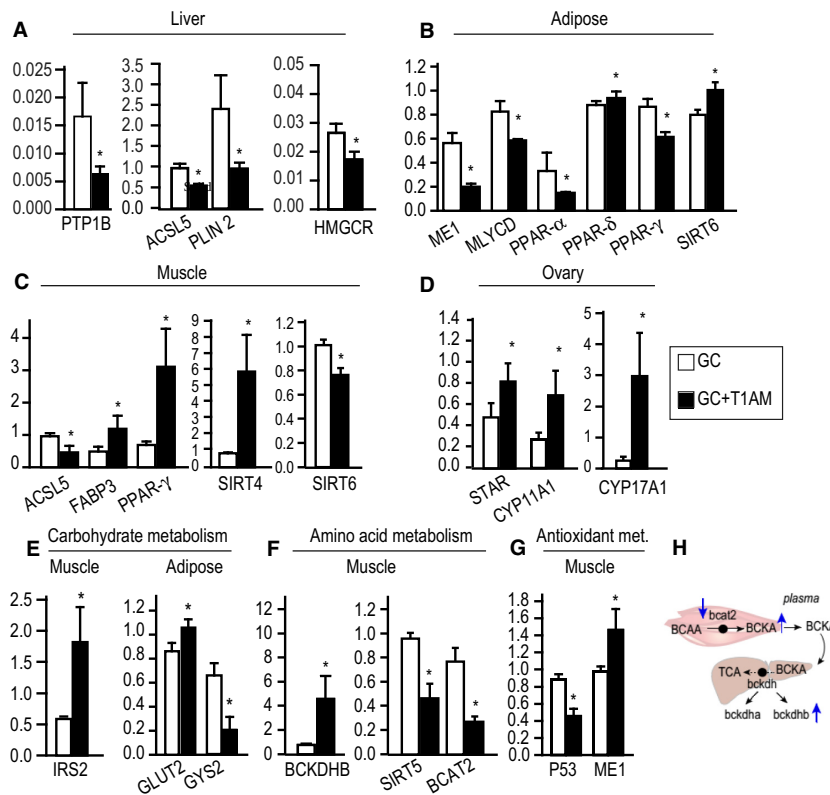 A
Liver
0.025
0.020
0.015
0.010
0.005
0.000
*
PTP1B
3.5
3.0
2.5
2.0
1.5
1.0
0.5
0.0
*
*
ACSL5
PLIN 2
0.05
0.04
0.03
0.02
0.01
0.00
*
HMGCR
B
Adipose
1.2
1.0
0.8
0.6
0.4
0.2
0.0
*
*
*
*
*
*
ME1
MLYCD
PPAR-α
PPAR-δ
PPAR-γ
SIRT6
C
Muscle
4
3
2
1
0
*
*
*
ACSL5
FABP3
PPAR-γ
9
8
7
6
5
4
3
2
1
0
*
SIRT4
1.2
1.0
0.8
0.6
0.4
0.2
0.0
*
SIRT6
D
Ovary
1.4
1.2
1.0
0.8
0.6
0.4
0.2
0.0
*
*
STAR
CYP11A1
5
4
3
2
1
0
*
CYP17A1
GC
GC+T1AM
E
Carbohydrate metabolism
Muscle
Adipose
2.5
2.0
1.5
1.0
0.5
0.0
*
IRS2
1.2
1.0
0.8
0.6
0.4
0.2
0.0
*
*
GLUT2
GYS2
F
Amino acid metabolism
Muscle
12
10
8
6
4
2
0
*
BCKDHB
1.2
1.0
0.8
0.6
0.4
0.2
0.0
*
*
SIRT5
BCAT2
G
Antioxidant met.
Muscle
1.8
1.6
1.4
1.2
1.0
0.8
0.6
0.4
0.2
0.0
*
*
P53
ME1
H
plasma
bcat2
BCAA
BCKA
TCA
BCKA
bckdh
bckdha
bckdhb